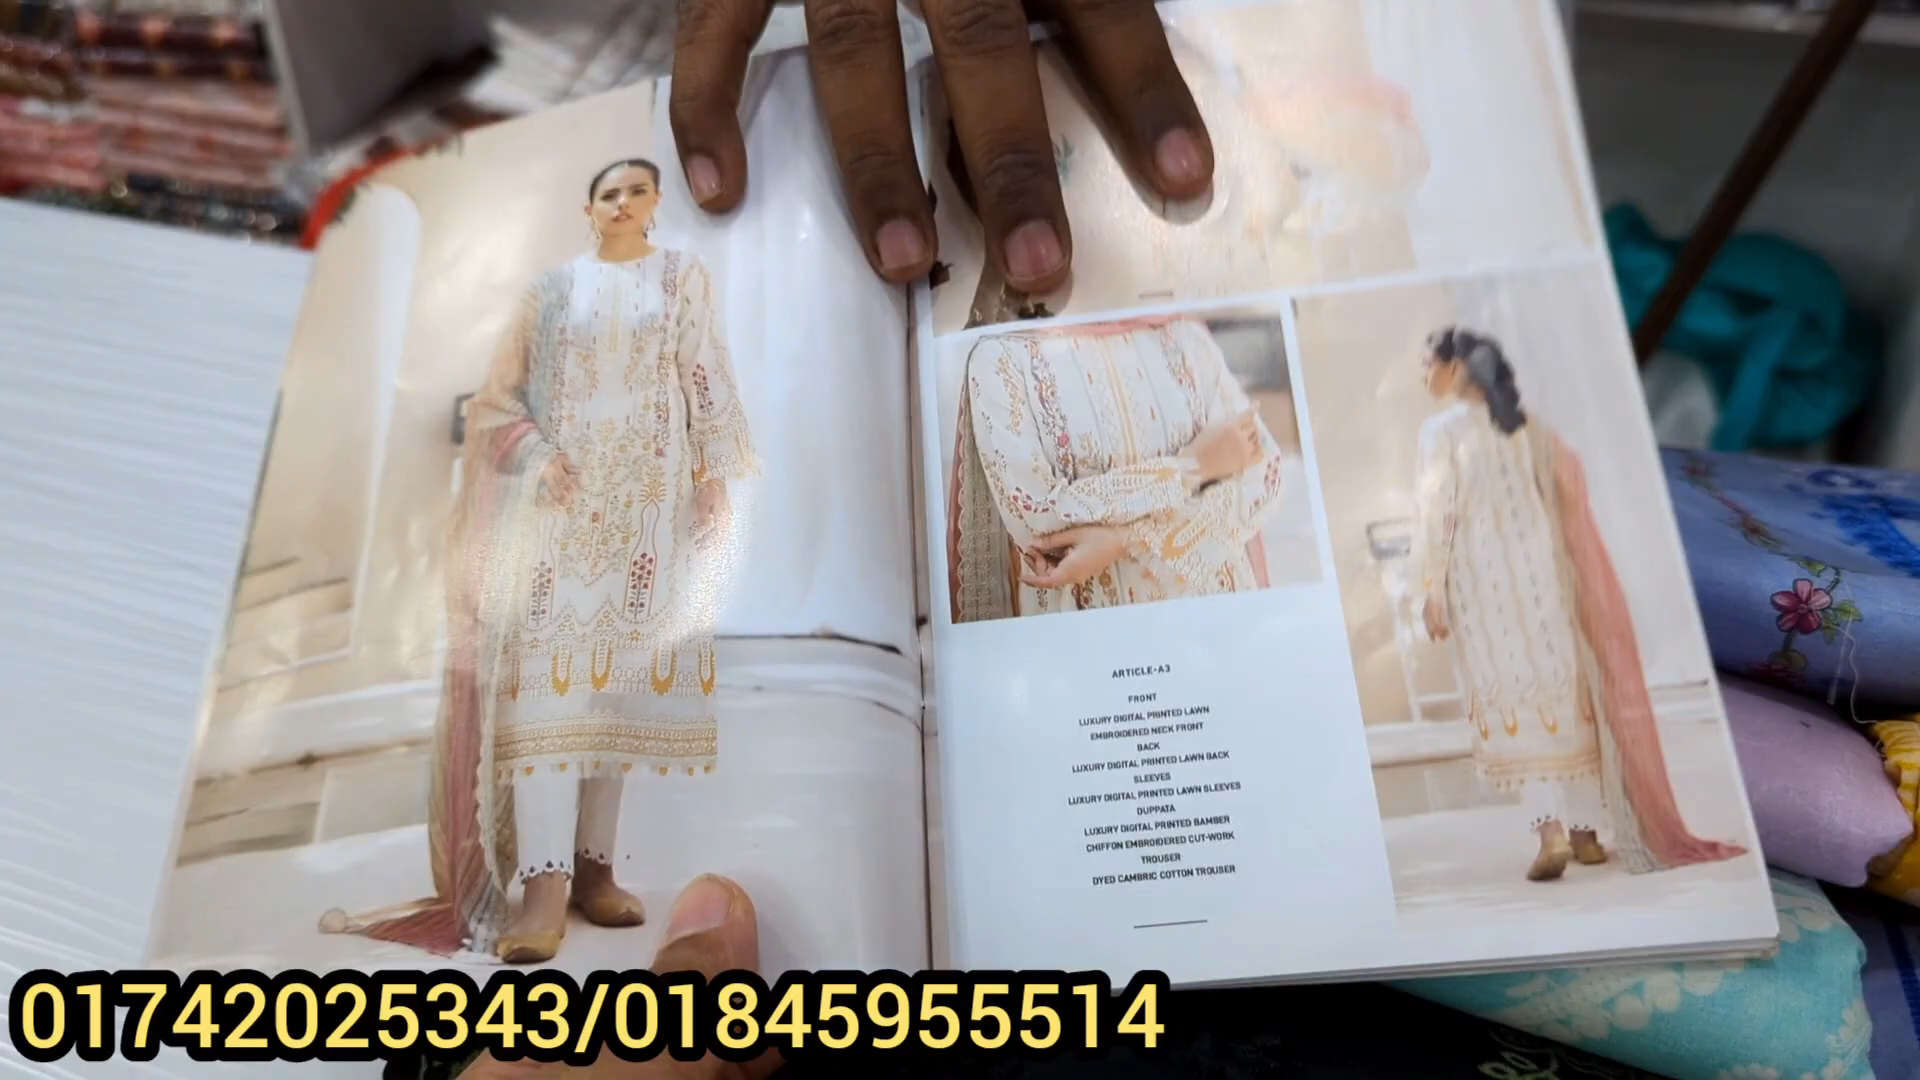 ARTICLE-A3
FRONT
LUXURY DIGITAL PRINTED LAWN
EMBROIDERED NECK FRONT
BACK
LUXURY DIGITAL PRINTED LAWN BACK
SLEEVES
LUXURY DIGITAL PRINTED LAWN SLEEVES
DUPPATA
LUXURY DIGITAL PRINTED BAMBER
CHIFFON EMBROIDERED CUT-WORK
TROUSER
DYED CAMBRIC COTTON TROUSER
01742025343/01845955514